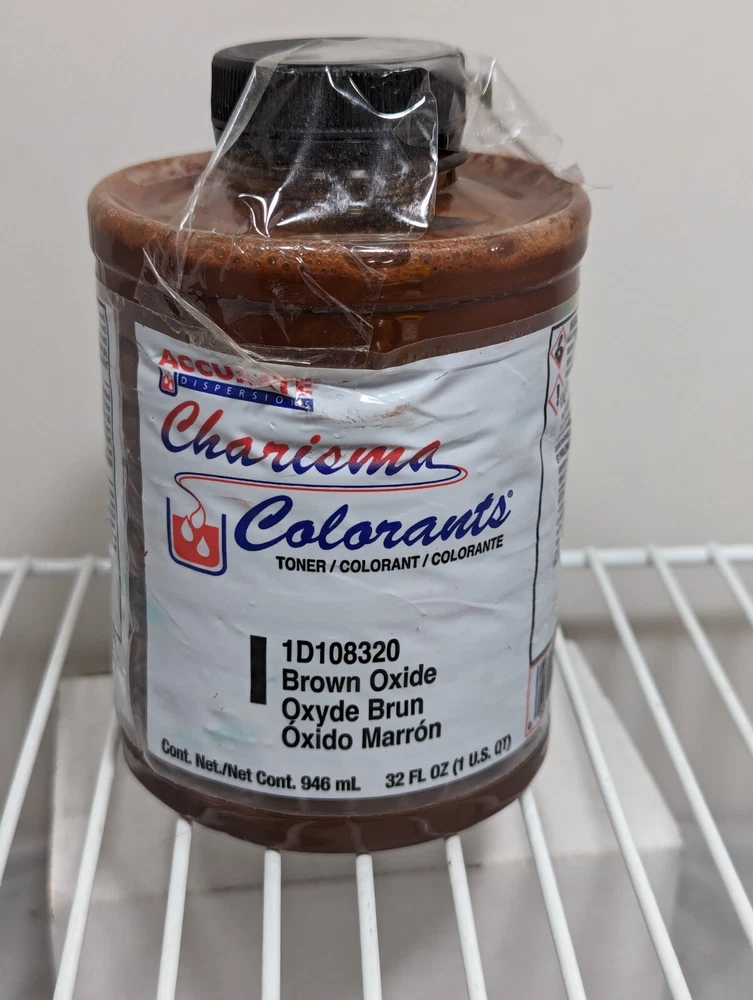 ACCURATE
DISPERSIONS
Charisma
Colorants®
TONER / COLORANT / COLORANTE
1D108320
Brown Oxide
Oxyde Brun
Óxido Marrón
Cont. Net./Net Cont. 946 mL 32 FL OZ (1 U.S. QT)